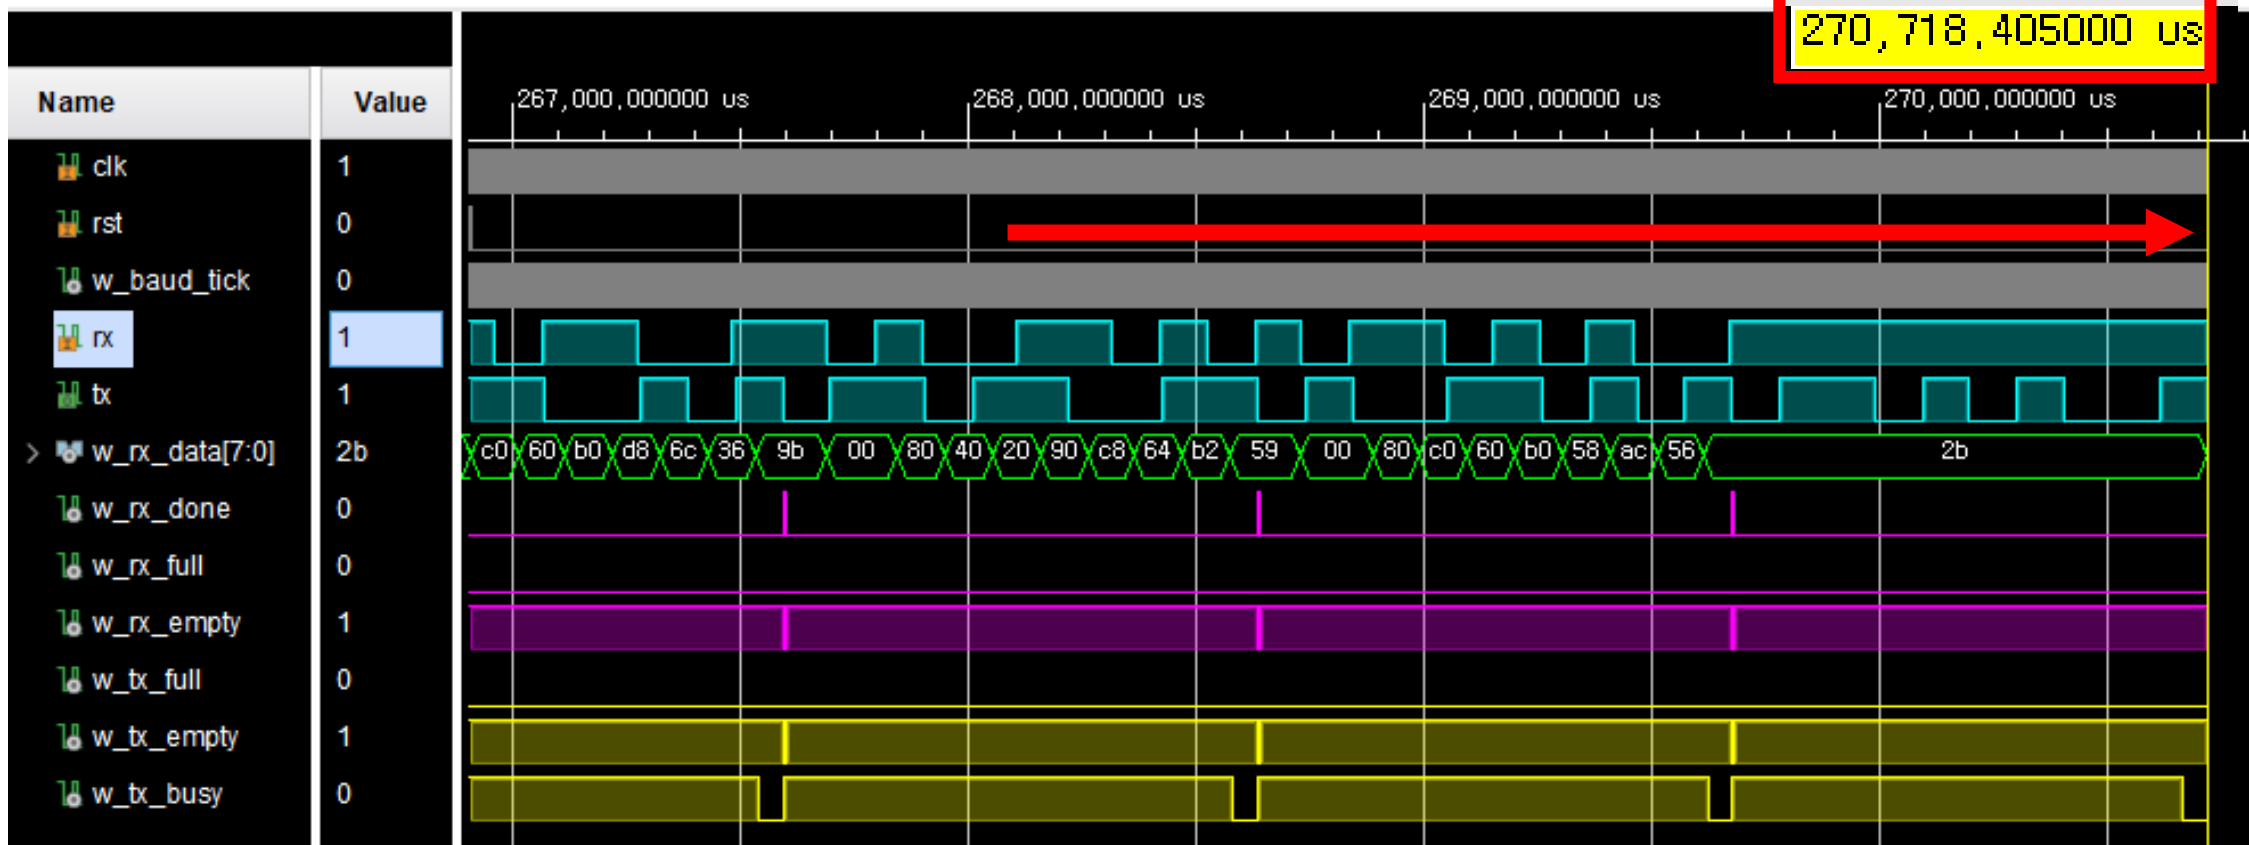 270,718,405000 us
Name Value
267,000,000000 us 268,000,000000 us 269,000,000000 us 270,000,000000 us
clk 1
rst 0
w_baud_tick 0
rx 1
tx 1
> w_rx_data[7:0] 2b c0 60 b0 d8 6c 36 9b 00 80 40 20 90 c8 64 b2 59 00 80 c0 60 b0 58 ac 56 2b
w_rx_done 0
w_rx_full 0
w_rx_empty 1
w_tx_full 0
w_tx_empty 1
w_tx_busy 0